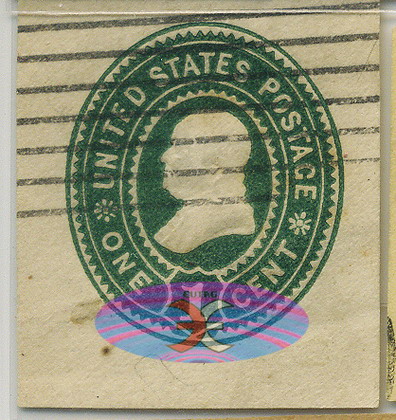 UNITED STATES POSTAGE
ONE CENT